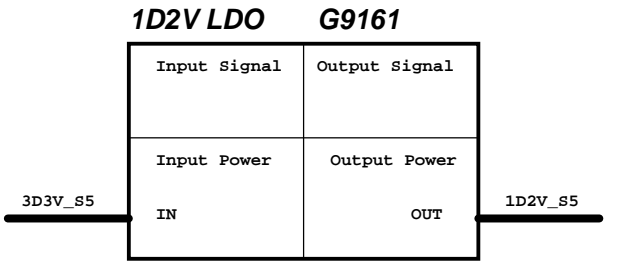 1D2V LDO G9161
Input Signal Output Signal
Input Power Output Power
3D3V_S5 IN OUT 1D2V_S5